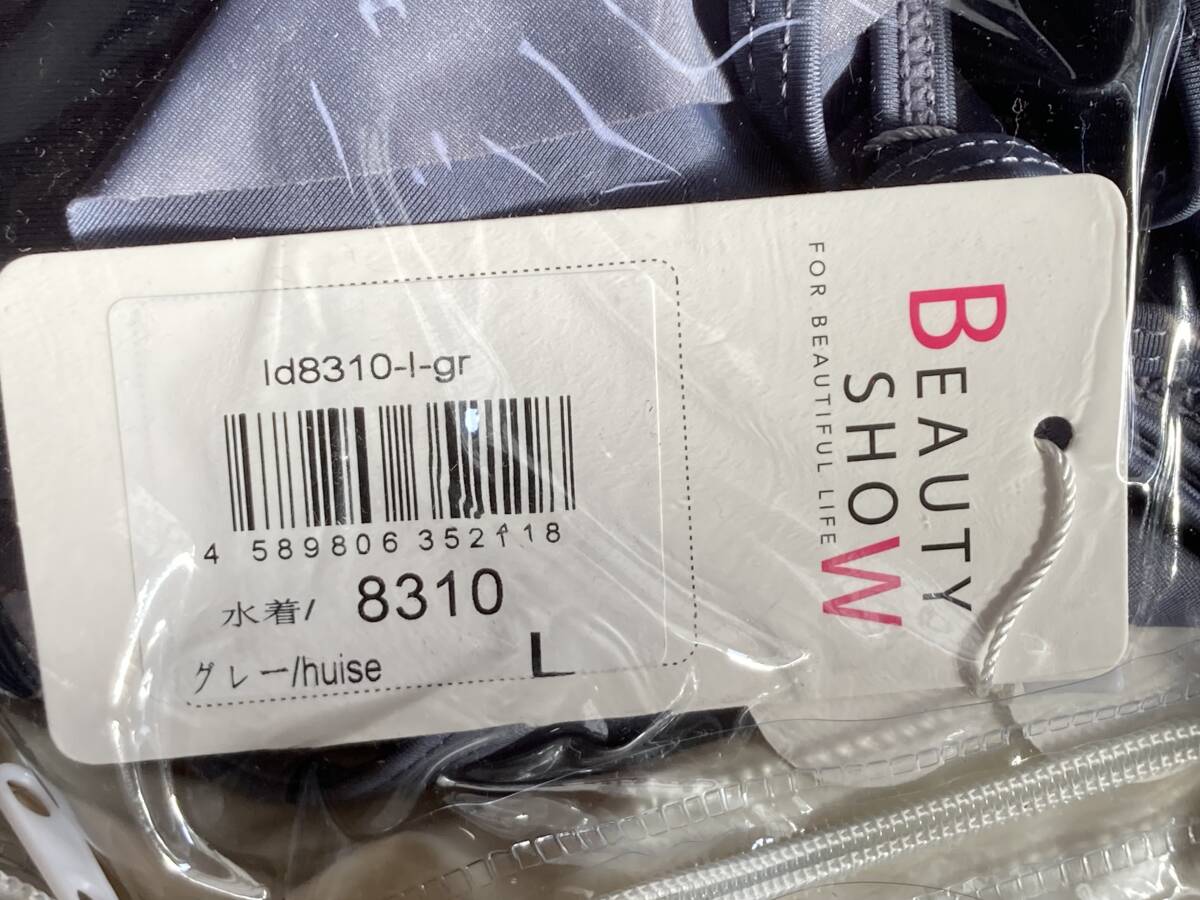 ld8310-l-gr
4 589806 352118
水着/ 8310
グレー/huise L
BEAUTY
SHOW
FOR BEAUTIFUL LIFE